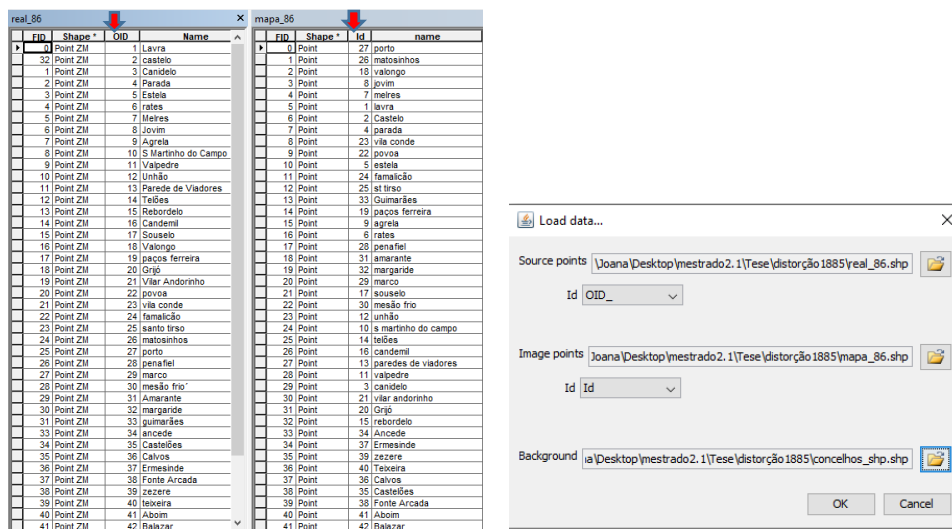 real_86 ×
FID Shape * OID Name
0 Point ZM 1 Lavra
32 Point ZM 2 castelo
1 Point ZM 3 Canidelo
2 Point ZM 4 Parada
3 Point ZM 5 Estela
4 Point ZM 6 rates
5 Point ZM 7 Melres
6 Point ZM 8 Jovim
7 Point ZM 9 Agrela
8 Point ZM 10 S Martinho do Campo
9 Point ZM 11 Valpedre
10 Point ZM 12 Unhão
11 Point ZM 13 Parede de Viadores
12 Point ZM 14 Telões
13 Point ZM 15 Rebordelo
14 Point ZM 16 Candemil
15 Point ZM 17 Souselo
16 Point ZM 18 Valongo
17 Point ZM 19 paços ferreira
18 Point ZM 20 Grijó
19 Point ZM 21 Vilar Andorinho
20 Point ZM 22 povoa
21 Point ZM 23 vila conde
22 Point ZM 24 famalicão
23 Point ZM 25 santo tirso
24 Point ZM 26 matosinhos
25 Point ZM 27 porto
26 Point ZM 28 penafiel
27 Point ZM 29 marco
28 Point ZM 30 mesão frio´
29 Point ZM 31 Amarante
30 Point ZM 32 margaride
31 Point ZM 33 guimarães
33 Point ZM 34 ancede
34 Point ZM 35 Castelões
35 Point ZM 36 Calvos
36 Point ZM 37 Ermesinde
37 Point ZM 38 Fonte Arcada
38 Point ZM 39 zezere
39 Point ZM 40 teixeira
40 Point ZM 41 Aboim
41 Point ZM 42 Balazar
mapa_86
FID Shape * Id name
0 Point 27 porto
1 Point 26 matosinhos
2 Point 18 valongo
3 Point 8 jovim
4 Point 7 melres
5 Point 1 lavra
6 Point 2 Castelo
7 Point 4 parada
8 Point 23 vila conde
9 Point 22 povoa
10 Point 5 estela
11 Point 24 famalicão
12 Point 25 st tirso
13 Point 33 Guimarães
14 Point 19 paços ferreira
15 Point 9 agrela
16 Point 6 rates
17 Point 28 penafiel
18 Point 31 amarante
19 Point 32 margaride
20 Point 29 marco
21 Point 17 souselo
22 Point 30 mesão frio
23 Point 12 unhão
24 Point 10 s martinho do campo
25 Point 14 telões
26 Point 16 candemil
27 Point 13 paredes de viadores
28 Point 11 valpedre
29 Point 3 canidelo
30 Point 21 vilar andorinho
31 Point 20 Grijó
32 Point 15 rebordelo
33 Point 34 Ancede
34 Point 37 Ermesinde
35 Point 39 zezere
36 Point 40 Teixeira
37 Point 36 Calvos
38 Point 35 Castelões
39 Point 38 Fonte Arcada
40 Point 41 Aboim
41 Point 42 Balazar
Load data... ×
Source points \Joana\Desktop\mestrado2.1\Tese\distorção1885\real_86.shp
Id OID_
Image points Joana\Desktop\mestrado2.1\Tese\distorção1885\mapa_86.shp
Id Id
Background a\Desktop\mestrado2.1\Tese\distorção1885\concelhos_shp.shp
OK Cancel